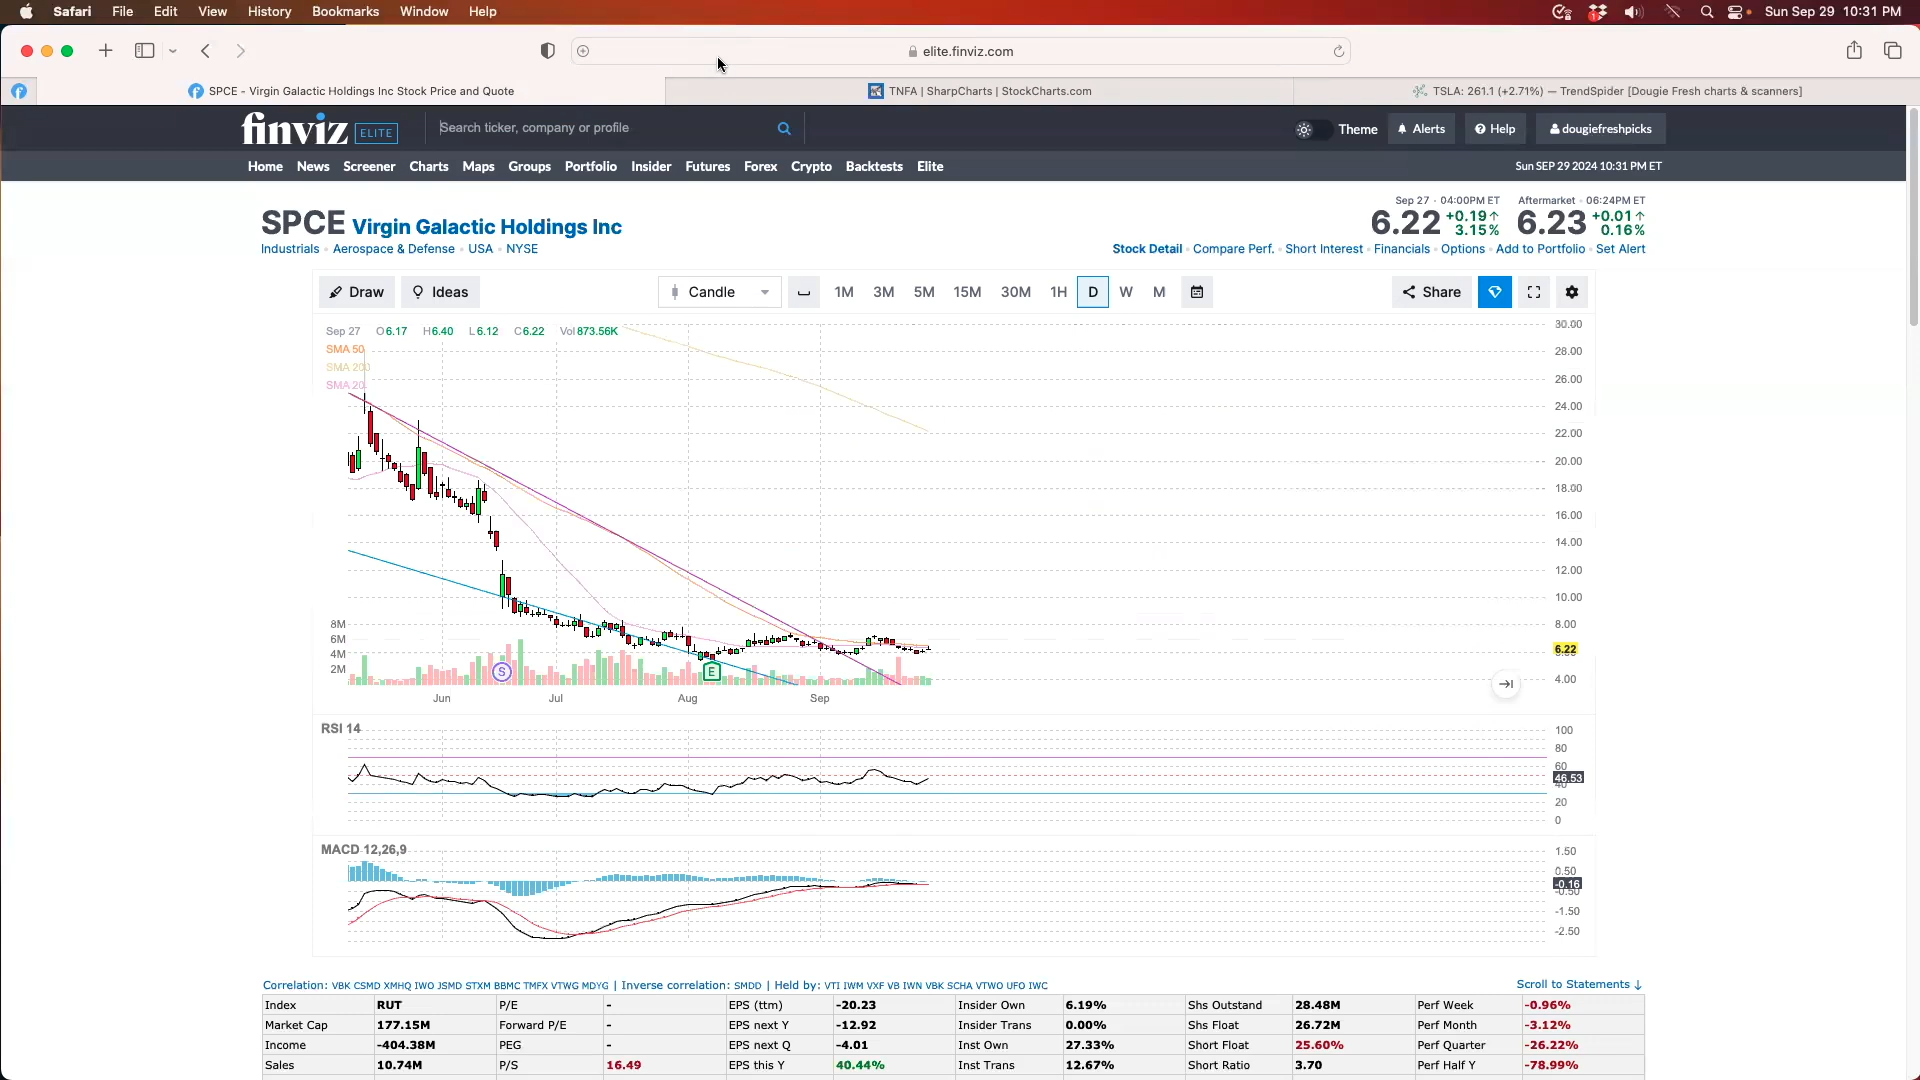 Safari File Edit View History Bookmarks Window Help Sun Sep 29 10:31 PM
elite.finviz.com
SPCE - Virgin Galactic Holdings Inc Stock Price and Quote
TNFA | SharpCharts | StockCharts.com
TSLA: 261.1 (+2.71%) — TrendSpider [Dougie Fresh charts & scanners]
finviz ELITE Search ticker, company or profile Theme Alerts Help dougiefreshpicks
Home News Screener Charts Maps Groups Portfolio Insider Futures Forex Crypto Backtests Elite Sun SEP 29 2024 10:31 PM ET
Sep 27 · 04:00PM ET Aftermarket · 06:24PM ET
SPCE Virgin Galactic Holdings Inc 6.22 +0.19↑ 3.15% 6.23 +0.01↑ 0.16%
Industrials • Aerospace & Defense • USA • NYSE Stock Detail • Compare Perf. • Short Interest • Financials • Options • Add to Portfolio • Set Alert
Draw Ideas Candle 1M 3M 5M 15M 30M 1H D W M Share
Sep 27 O6.17 H6.40 L6.12 C6.22 Vol873.56K
SMA 50
SMA 200
SMA 20
30.00
28.00
26.00
24.00
22.00
20.00
18.00
16.00
14.00
12.00
10.00
8.00
6.22
4.00
8M
6M
4M
2M
S
E
Jun Jul Aug Sep
RSI 14
100
80
60
46.53
40
20
0
MACD 12,26,9
1.50
0.50
-0.16
-0.50
-1.50
-2.50
Correlation: VBK CSMD XMHQ IWO JSMD STXM BBMC TMFX VTWG MDYG | Inverse correlation: SMDD | Held by: VTI IWM VXF VB IWN VBK SCHA VTWO UFO IWC Scroll to Statements ↓
Index RUT P/E - EPS (ttm) -20.23 Insider Own 6.19% Shs Outstand 28.48M Perf Week -0.96%
Market Cap 177.15M Forward P/E - EPS next Y -12.92 Insider Trans 0.00% Shs Float 26.72M Perf Month -3.12%
Income -404.38M PEG - EPS next Q -4.01 Inst Own 27.33% Short Float 25.60% Perf Quarter -26.22%
Sales 10.74M P/S 16.49 EPS this Y 40.44% Inst Trans 12.67% Short Ratio 3.70 Perf Half Y -78.99%